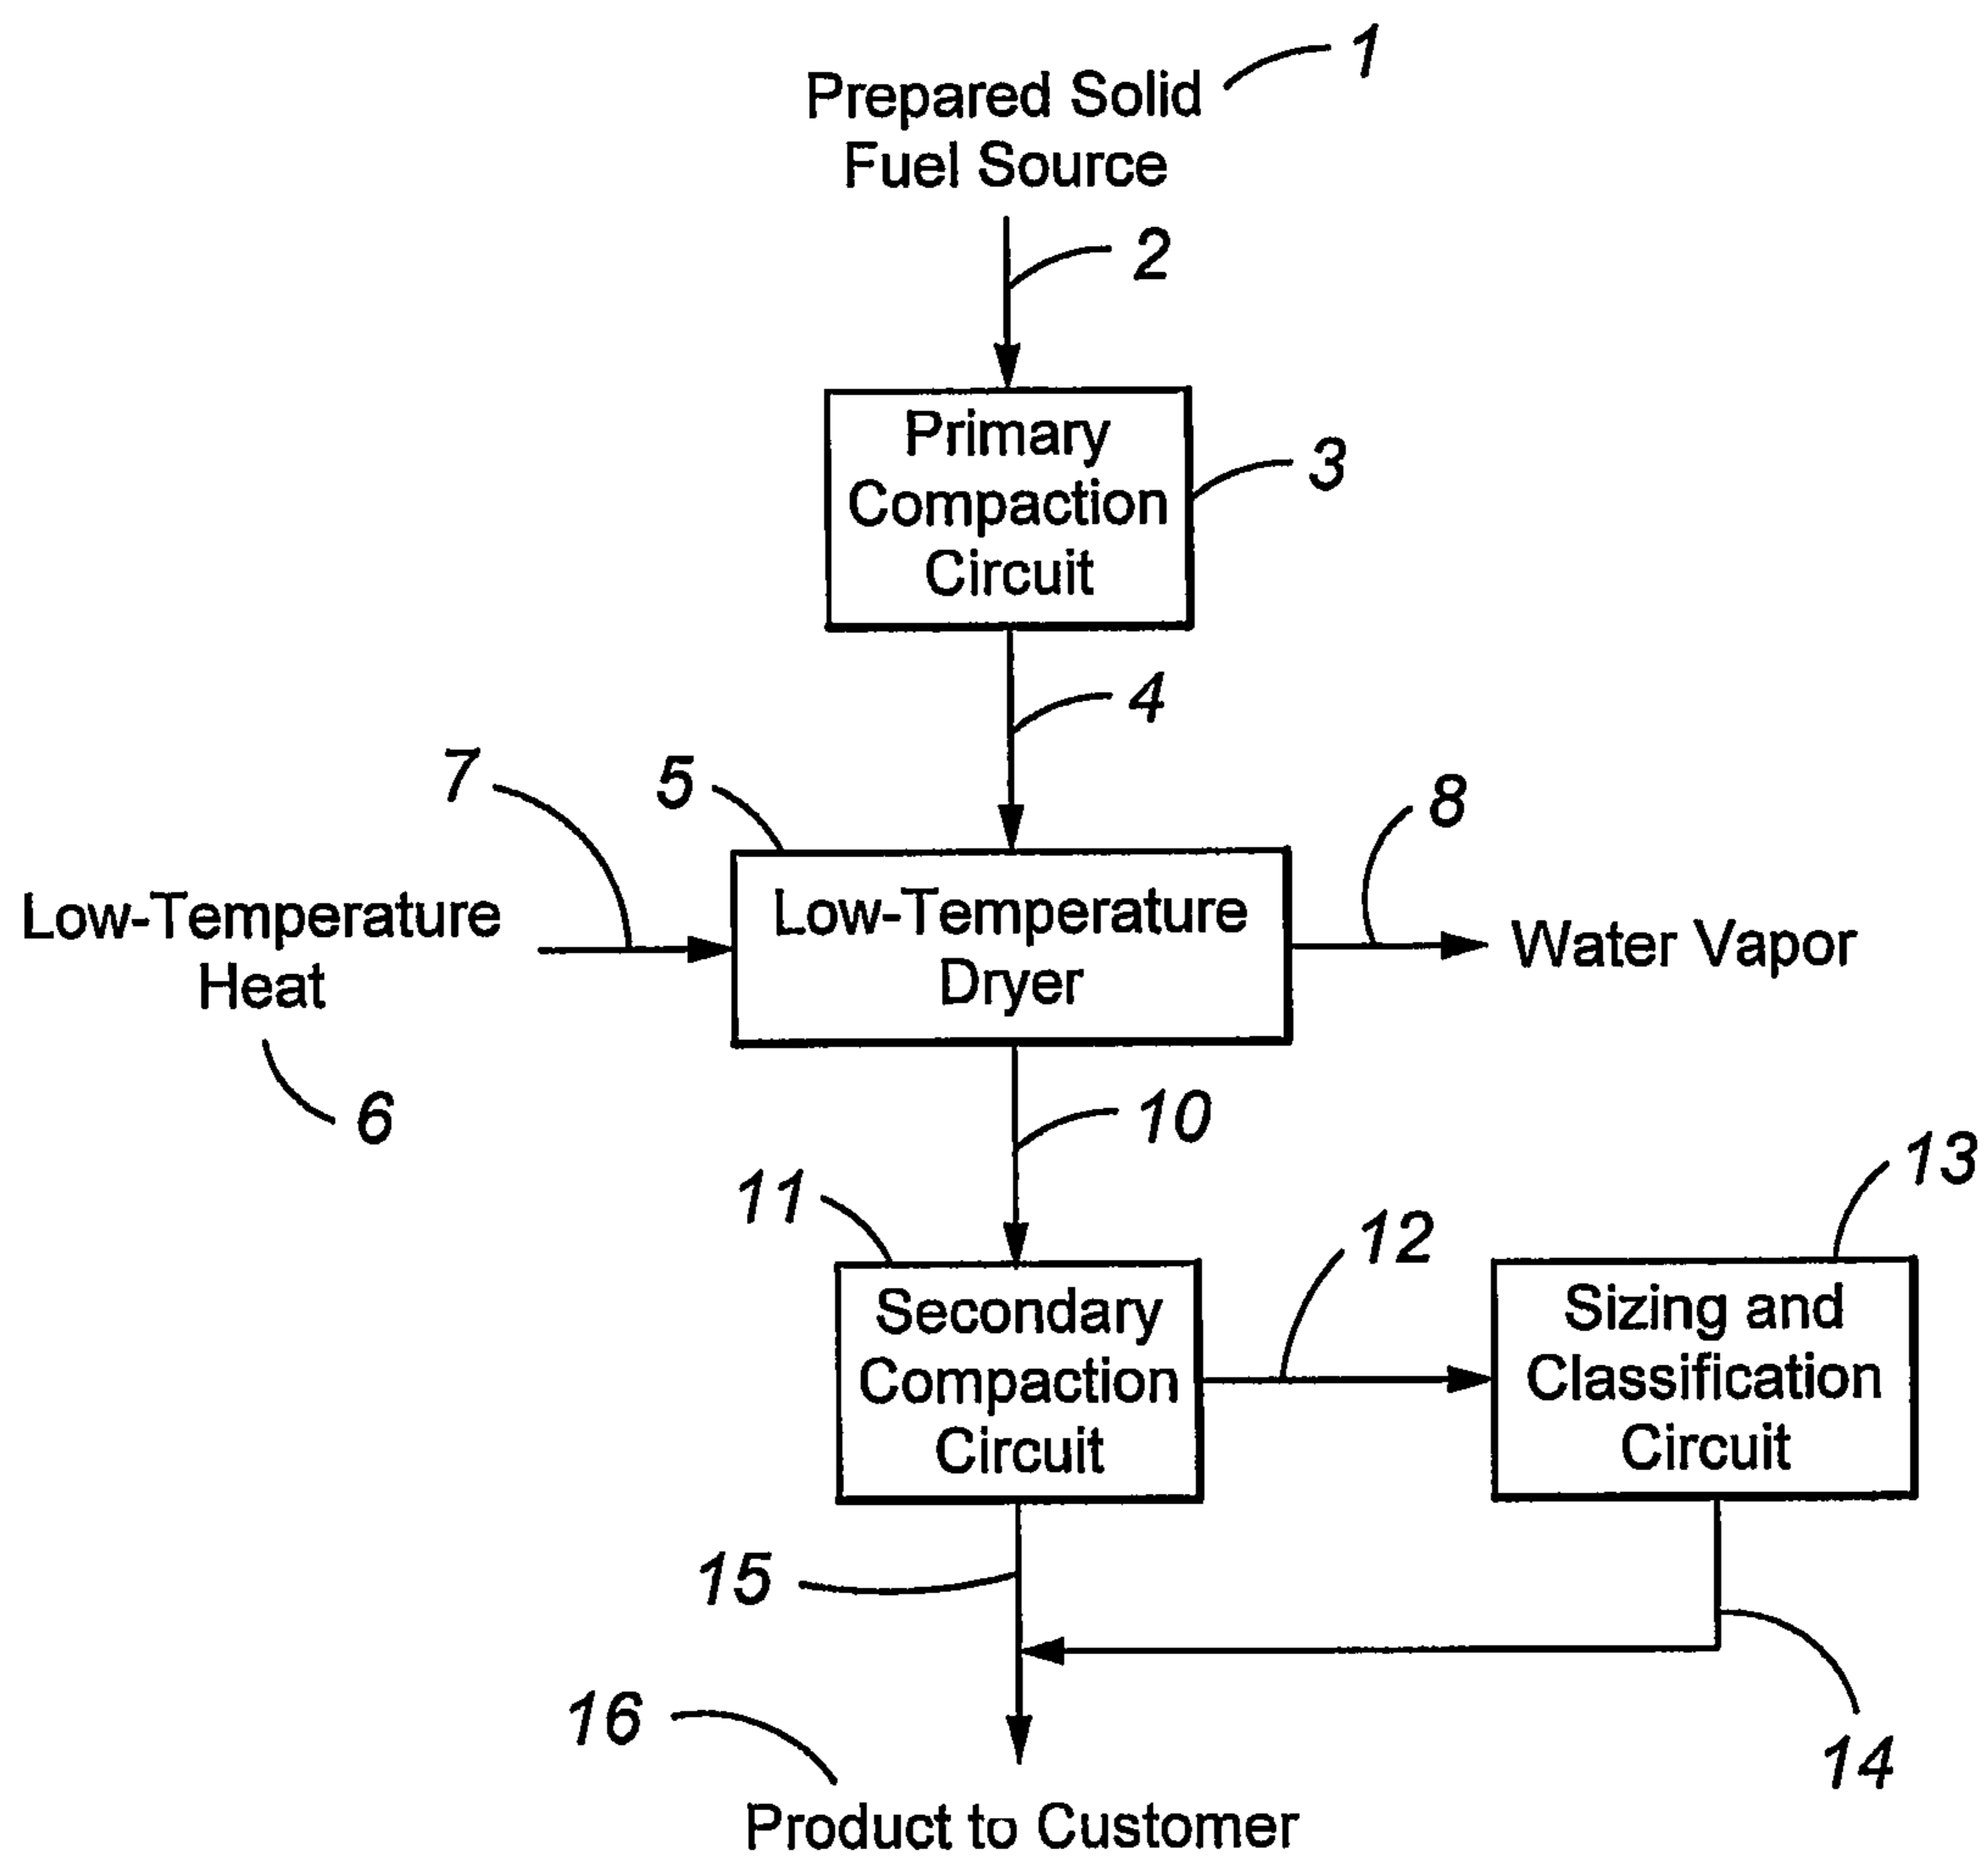 1
Prepared Solid
Fuel Source
2
Primary
Compaction
Circuit
3
4
7
5
8
Low-Temperature
Heat
Low-Temperature
Dryer
Water Vapor
6
10
11
12
13
Secondary
Compaction
Circuit
Sizing and
Classification
Circuit
15
16
14
Product to Customer